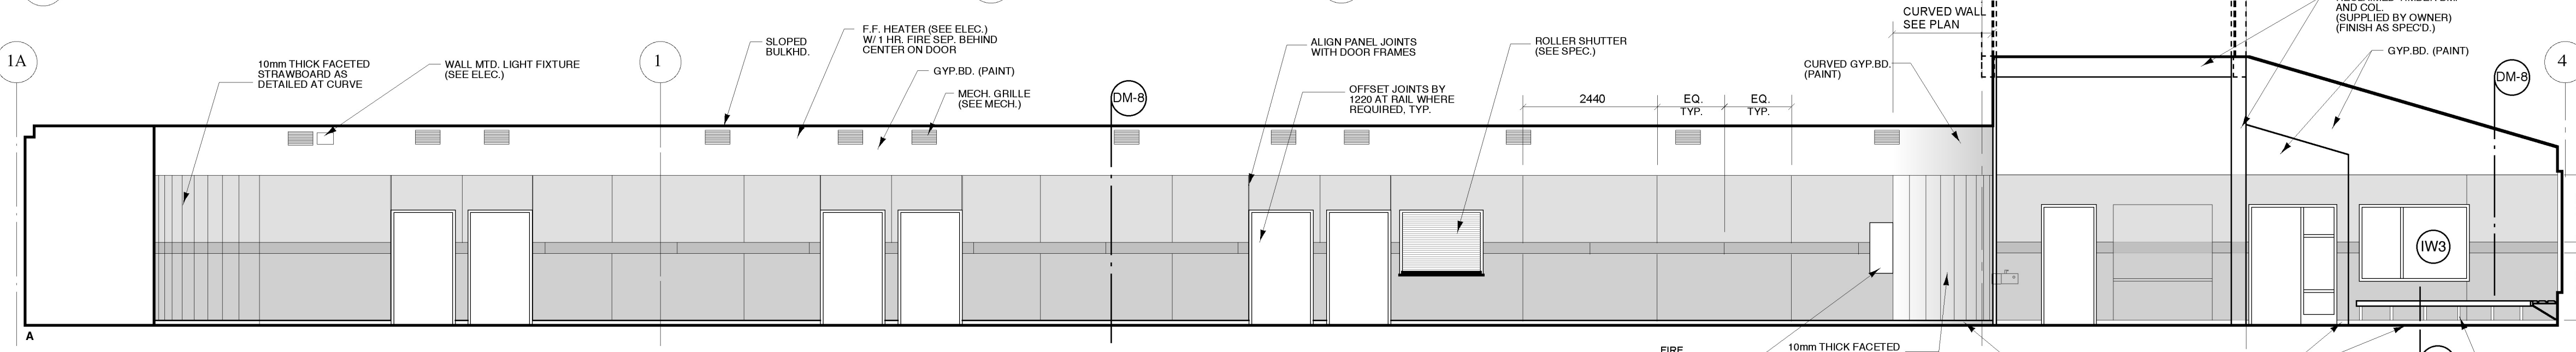 1A
10mm THICK FACETED
STRAWBOARD AS
DETAILED AT CURVE
WALL MTD. LIGHT FIXTURE
(SEE ELEC.)
1
SLOPED
BULKHD.
F.F. HEATER (SEE ELEC.)
W/ 1 HR. FIRE SEP. BEHIND
CENTER ON DOOR
GYP.BD. (PAINT)
MECH. GRILLE
(SEE MECH.)
DM-8
ALIGN PANEL JOINTS
WITH DOOR FRAMES
OFFSET JOINTS BY
1220 AT RAIL WHERE
REQUIRED, TYP.
ROLLER SHUTTER
(SEE SPEC.)
2440
EQ.
TYP.
EQ.
TYP.
CURVED WALL
SEE PLAN
CURVED GYP.BD.
(PAINT)
AND COL.
(SUPPLIED BY OWNER)
(FINISH AS SPEC'D.)
GYP.BD. (PAINT)
DM-8
4
IW3
A
FIRE
10mm THICK FACETED